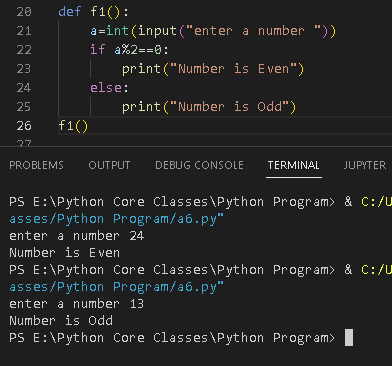 20 def f1():
21 a=int(input("enter a number "))
22 if a%2==0:
23 print("Number is Even")
24 else:
25 print("Number is Odd")
26 f1()
27
PROBLEMS OUTPUT DEBUG CONSOLE TERMINAL JUPYTER
PS E:\Python Core Classes\Python Program> & C:/U
asses/Python Program/a6.py"
enter a number 24
Number is Even
PS E:\Python Core Classes\Python Program> & C:/U
asses/Python Program/a6.py"
enter a number 13
Number is Odd
PS E:\Python Core Classes\Python Program>